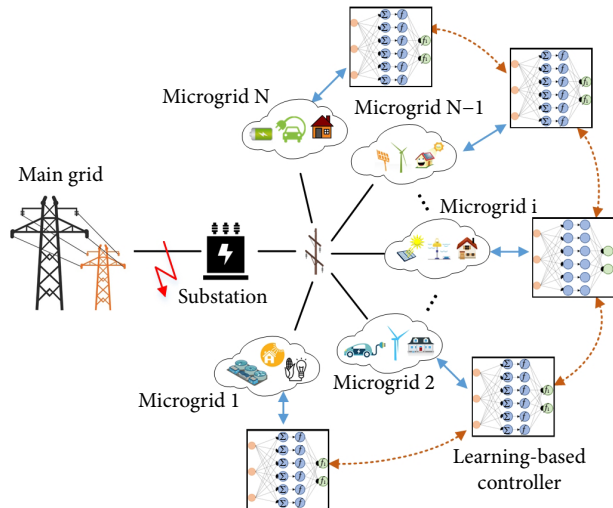 Microgrid N
Microgrid N−1
Main grid
Microgrid i
Substation
Microgrid 1
Microgrid 2
Learning-based
controller